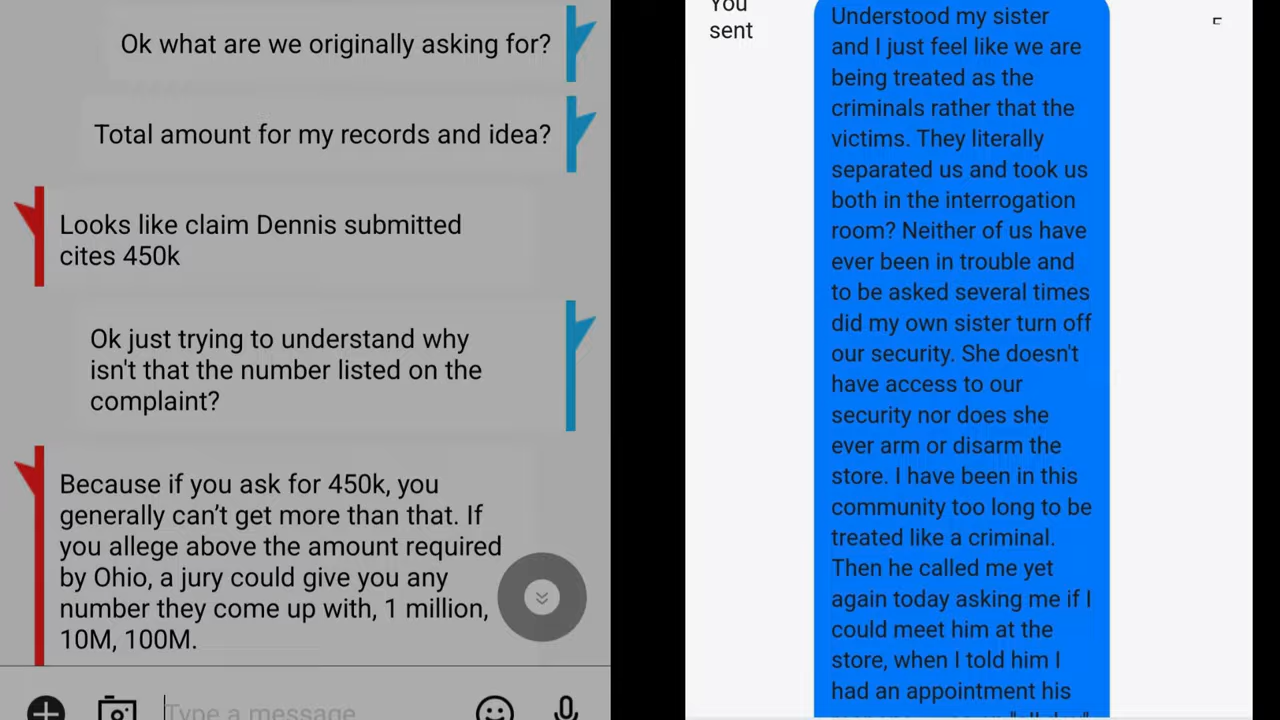 Ok what are we originally asking for?
Total amount for my records and idea?
Looks like claim Dennis submitted
cites 450k
Ok just trying to understand why
isn't that the number listed on the
complaint?
Because if you ask for 450k, you
generally can't get more than that. If
you allege above the amount required
by Ohio, a jury could give you any
number they come up with, 1 million,
10M, 100M.
Type a message
You
sent
Understood my sister
and I just feel like we are
being treated as the
criminals rather that the
victims. They literally
separated us and took us
both in the interrogation
room? Neither of us have
ever been in trouble and
to be asked several times
did my own sister turn off
our security. She doesn't
have access to our
security nor does she
ever arm or disarm the
store. I have been in this
community too long to be
treated like a criminal.
Then he called me yet
again today asking me if I
could meet him at the
store, when I told him I
had an appointment his